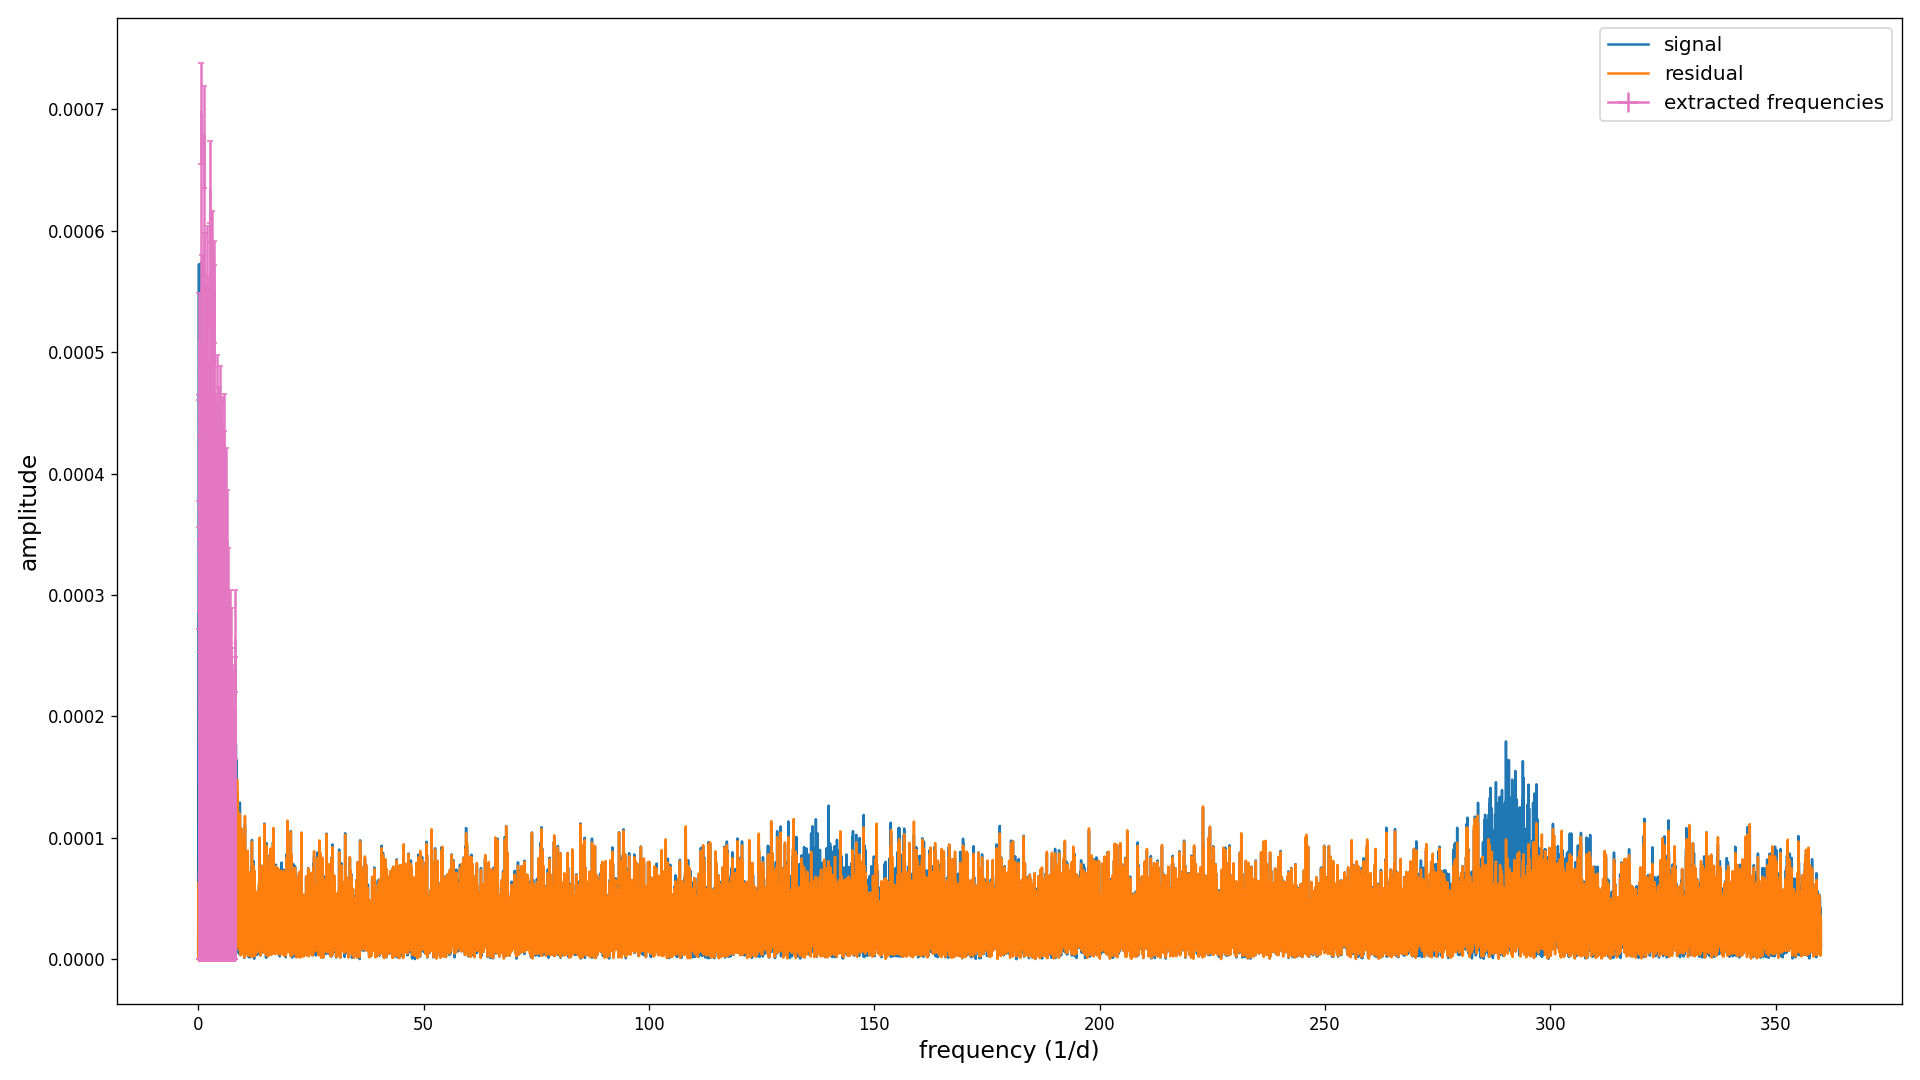 signal
residual
extracted frequencies
amplitude
0.0007
0.0006
0.0005
0.0004
0.0003
0.0002
0.0001
0.0000
0 50 100 150 200 250 300 350
frequency (1/d)